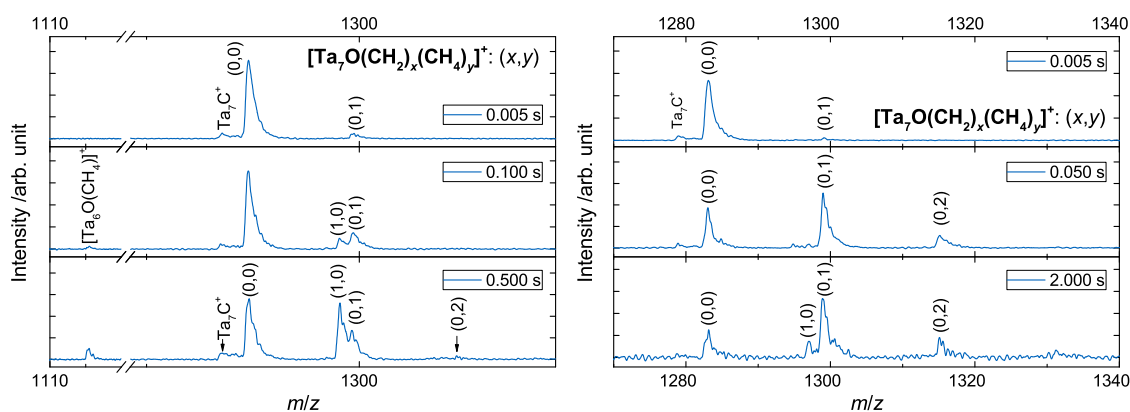 1110
1300
[Ta₇O(CH₂)ₓ(CH₄)ᵧ]⁺: (x,y)
(0,0)
Ta₇C⁺
(0,1)
0.005 s
[Ta₆O(CH₄)]⁺
0.100 s
(1,0)
(0,1)
0.500 s
Ta₇C⁺
(0,0)
(1,0)
(0,1)
(0,2)
Intensity /arb. unit
1110
1300
m/z
1280
1300
1320
1340
0.005 s
Ta₇C⁺
(0,0)
(0,1)
[Ta₇O(CH₂)ₓ(CH₄)ᵧ]⁺: (x,y)
0.050 s
(0,0)
(0,1)
(0,2)
2.000 s
(0,0)
(1,0)
(0,1)
(0,2)
Intensity /arb. unit
1280
1300
1320
1340
m/z